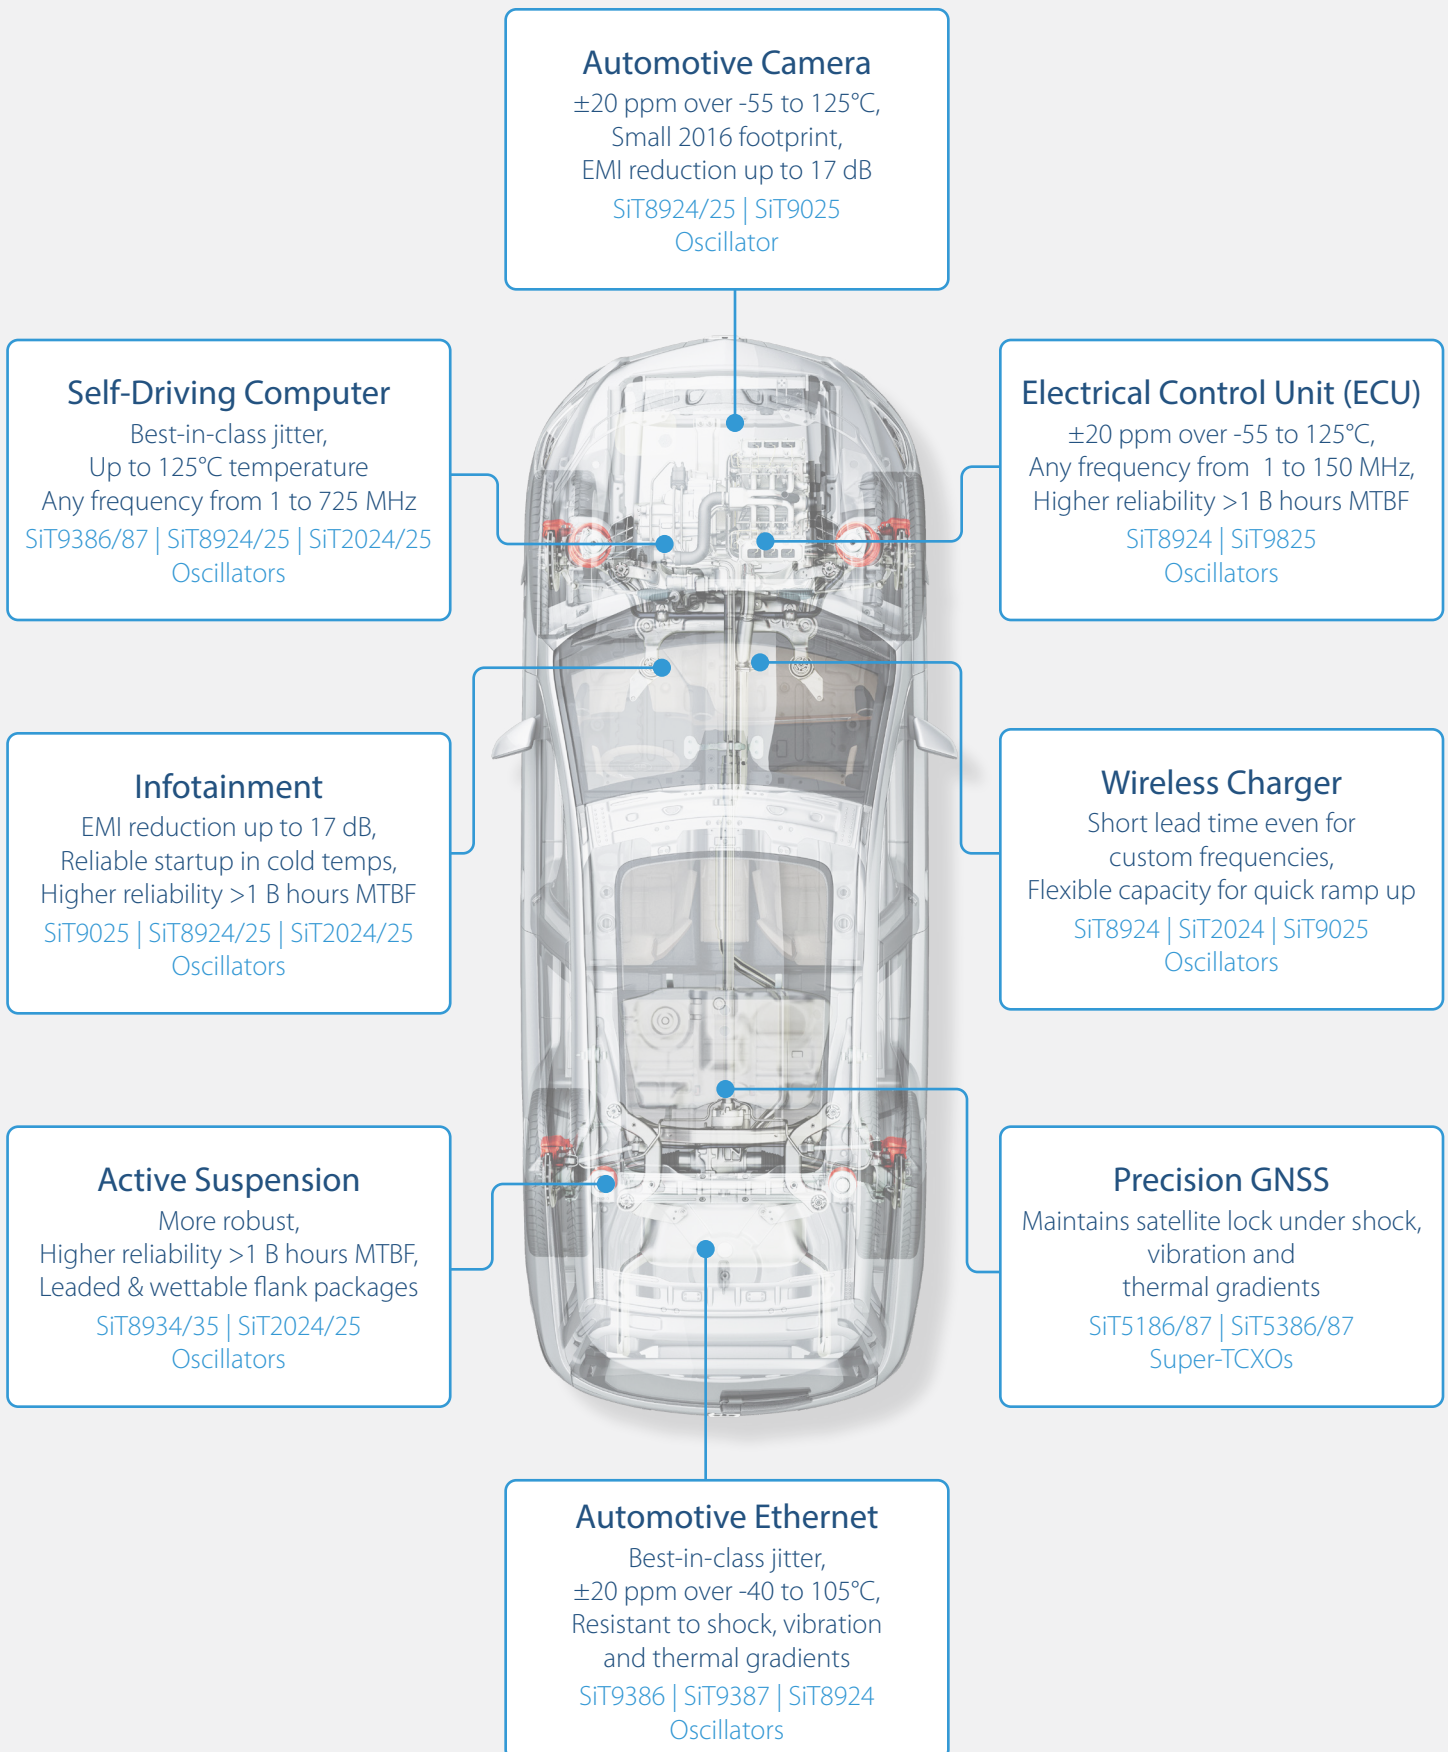 Automotive Camera
±20 ppm over -55 to 125°C,
Small 2016 footprint,
EMI reduction up to 17 dB
SiT8924/25 | SiT9025
Oscillator
Self-Driving Computer
Best-in-class jitter,
Up to 125°C temperature
Any frequency from 1 to 725 MHz
SiT9386/87 | SiT8924/25 | SiT2024/25
Oscillators
Electrical Control Unit (ECU)
±20 ppm over -55 to 125°C,
Any frequency from 1 to 150 MHz,
Higher reliability >1 B hours MTBF
SiT8924 | SiT9825
Oscillators
Infotainment
EMI reduction up to 17 dB,
Reliable startup in cold temps,
Higher reliability >1 B hours MTBF
SiT9025 | SiT8924/25 | SiT2024/25
Oscillators
Wireless Charger
Short lead time even for
custom frequencies,
Flexible capacity for quick ramp up
SiT8924 | SiT2024 | SiT9025
Oscillators
Active Suspension
More robust,
Higher reliability >1 B hours MTBF,
Leaded & wettable flank packages
SiT8934/35 | SiT2024/25
Oscillators
Precision GNSS
Maintains satellite lock under shock,
vibration and
thermal gradients
SiT5186/87 | SiT5386/87
Super-TCXOs
Automotive Ethernet
Best-in-class jitter,
±20 ppm over -40 to 105°C,
Resistant to shock, vibration
and thermal gradients
SiT9386 | SiT9387 | SiT8924
Oscillators